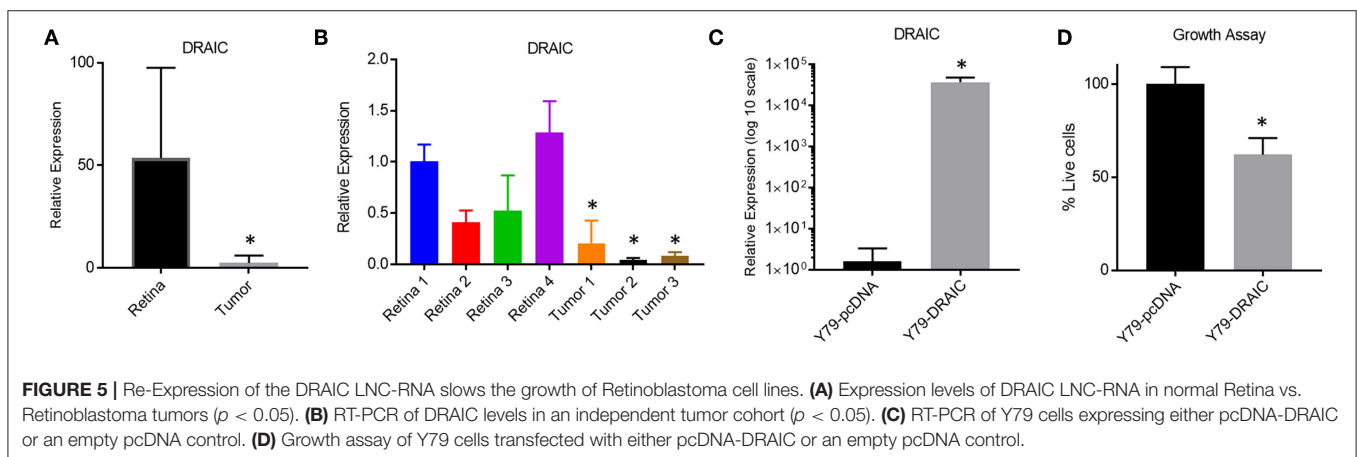 A
DRAIC
Relative Expression
100
50
0
*
Retina
Tumor
B
DRAIC
Relative Expression
2.0
1.5
1.0
0.5
0.0
*
*
*
Retina 1
Retina 2
Retina 3
Retina 4
Tumor 1
Tumor 2
Tumor 3
C
DRAIC
Relative Expression (log 10 scale)
1×10⁵
1×10⁴
1×10³
1×10²
1×10¹
1×10⁰
*
Y79-pcDNA
Y79-DRAIC
D
Growth Assay
% Live cells
100
50
0
*
Y79-pcDNA
Y79-DRAIC
FIGURE 5 | Re-Expression of the DRAIC LNC-RNA slows the growth of Retinoblastoma cell lines. (A) Expression levels of DRAIC LNC-RNA in normal Retina vs.
Retinoblastoma tumors (p < 0.05). (B) RT-PCR of DRAIC levels in an independent tumor cohort (p < 0.05). (C) RT-PCR of Y79 cells expressing either pcDNA-DRAIC
or an empty pcDNA control. (D) Growth assay of Y79 cells transfected with either pcDNA-DRAIC or an empty pcDNA control.